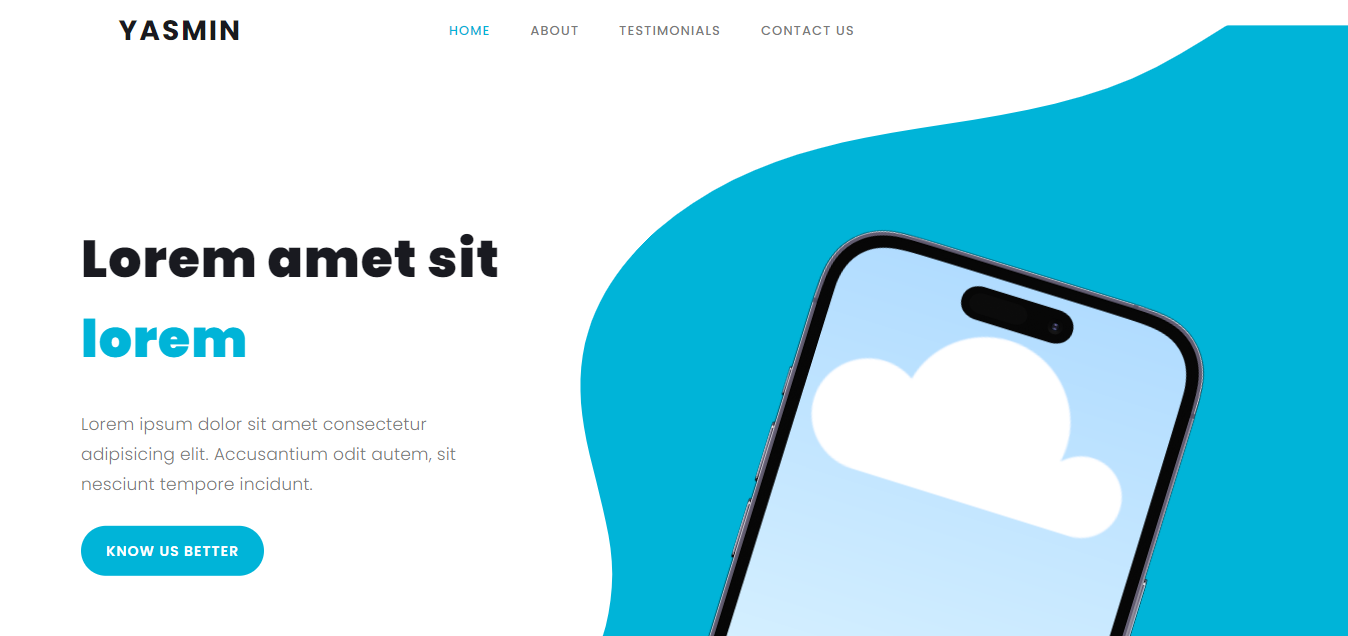 YASMIN
HOME ABOUT TESTIMONIALS CONTACT US
Lorem amet sit
lorem
Lorem ipsum dolor sit amet consectetur
adipisicing elit. Accusantium odit autem, sit
nesciunt tempore incidunt.
KNOW US BETTER